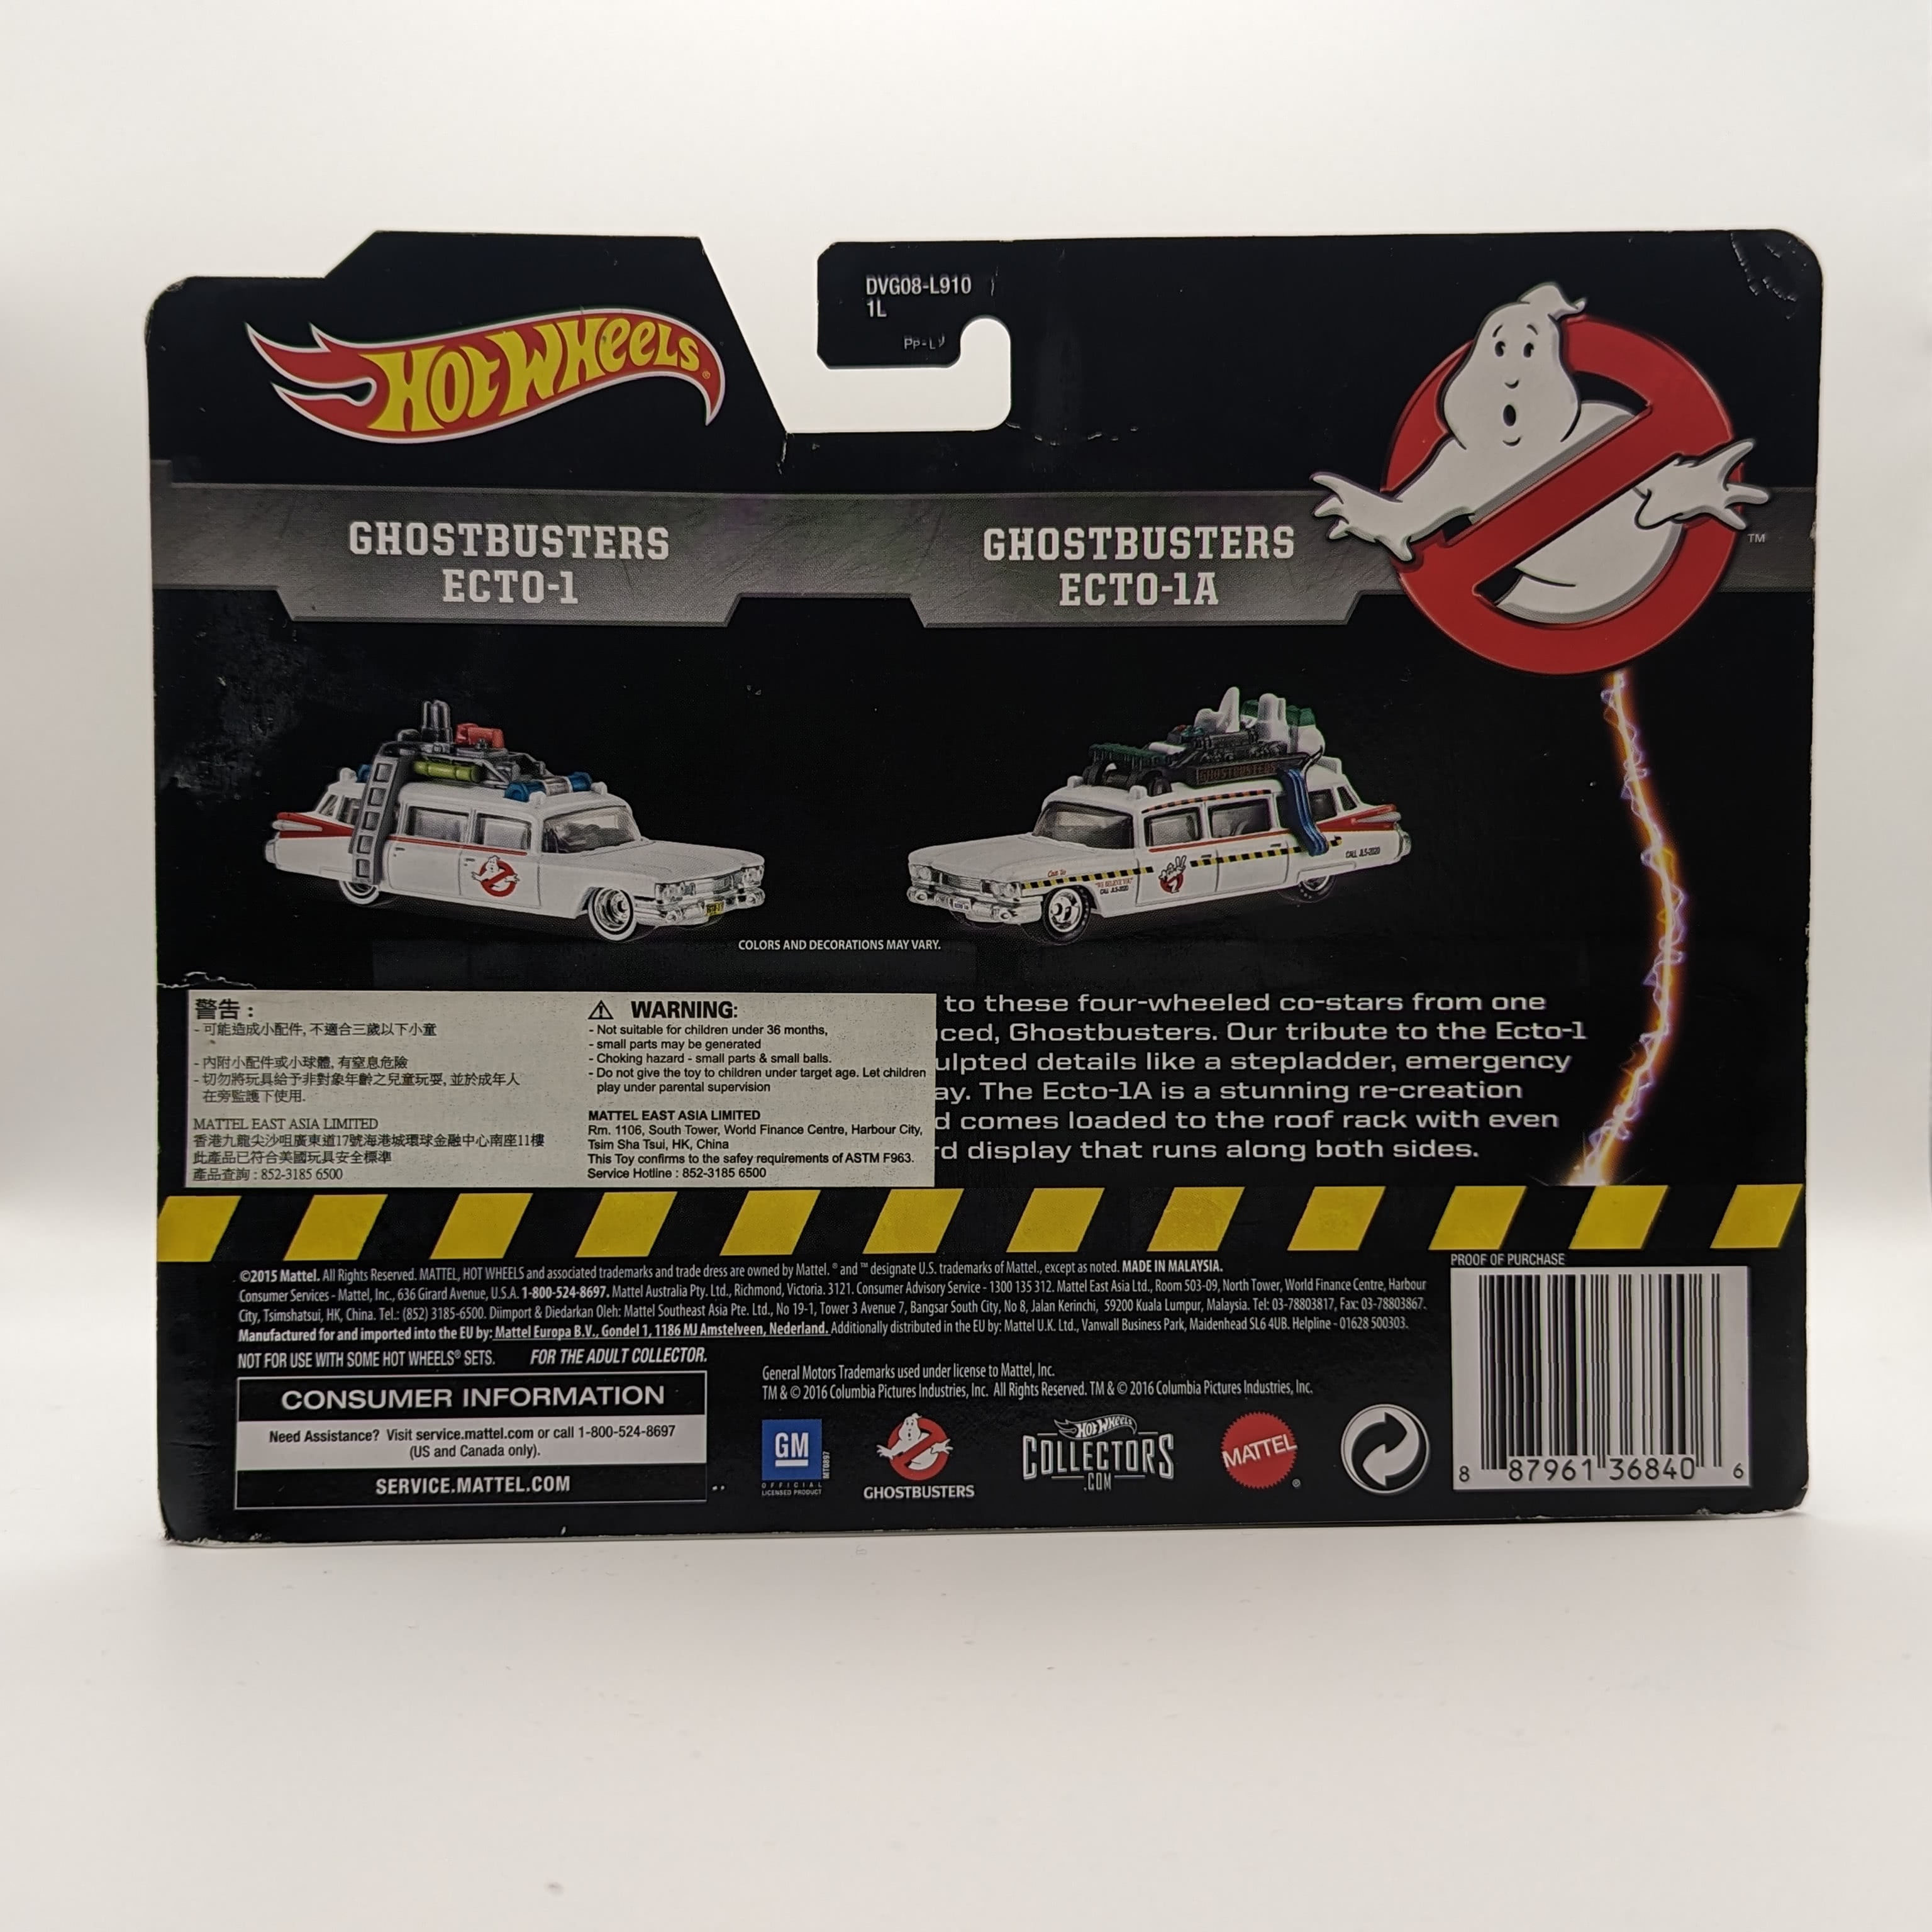 DVG08-L910
1L
Pp-L
HOT WHEELS®
GHOSTBUSTERS
ECTO-1
GHOSTBUSTERS
ECTO-1A
TM
GHOSTBUSTERS
CALL JL5-2020
"WE BELIEVE YOU"
CALL JL5-2020
COLORS AND DECORATIONS MAY VARY.
警告 :
- 可能造成小配件, 不適合三歲以下小童
- 內附小配件或小球體, 有窒息危險
- 切勿將玩具給予非對象年齡之兒童玩耍, 並於成年人
在旁監護下使用.
MATTEL EAST ASIA LIMITED
香港九龍尖沙咀廣東道17號海港城環球金融中心南座11樓
此產品已符合美國玩具安全標準
產品查詢 : 852-3185 6500
WARNING:
- Not suitable for children under 36 months,
- small parts may be generated
- Choking hazard - small parts & small balls.
- Do not give the toy to children under target age. Let children
play under parental supervision
MATTEL EAST ASIA LIMITED
Rm. 1106, South Tower, World Finance Centre, Harbour City,
Tsim Sha Tsui, HK, China
This Toy confirms to the safey requirements of ASTM F963.
Service Hotline : 852-3185 6500
to these four-wheeled co-stars from one
ced, Ghostbusters. Our tribute to the Ecto-1
ulpted details like a stepladder, emergency
ay. The Ecto-1A is a stunning re-creation
d comes loaded to the roof rack with even
rd display that runs along both sides.
©2015 Mattel. All Rights Reserved. MATTEL, HOT WHEELS and associated trademarks and trade dress are owned by Mattel. ® and ™ designate U.S. trademarks of Mattel., except as noted. MADE IN MALAYSIA.
Consumer Services - Mattel, Inc., 636 Girard Avenue, U.S.A. 1-800-524-8697. Mattel Australia Pty. Ltd., Richmond, Victoria. 3121. Consumer Advisory Service - 1300 135 312. Mattel East Asia Ltd., Room 503-09, North Tower, World Finance Centre, Harbour
City, Tsimshatsui, HK, China. Tel.: (852) 3185-6500. Diimport & Diedarkan Oleh: Mattel Southeast Asia Pte. Ltd., No 19-1, Tower 3 Avenue 7, Bangsar South City, No 8, Jalan Kerinchi, 59200 Kuala Lumpur, Malaysia. Tel: 03-78803817, Fax: 03-78803867.
Manufactured for and imported into the EU by: Mattel Europa B.V., Gondel 1, 1186 MJ Amstelveen, Nederland. Additionally distributed in the EU by: Mattel U.K. Ltd., Vanwall Business Park, Maidenhead SL6 4UB. Helpline - 01628 500303.
NOT FOR USE WITH SOME HOT WHEELS® SETS. FOR THE ADULT COLLECTOR.
CONSUMER INFORMATION
Need Assistance? Visit service.mattel.com or call 1-800-524-8697
(US and Canada only).
SERVICE.MATTEL.COM
General Motors Trademarks used under license to Mattel, Inc.
TM & © 2016 Columbia Pictures Industries, Inc. All Rights Reserved. TM & © 2016 Columbia Pictures Industries, Inc.
GM
OFFICIAL
LICENSED PRODUCT
MT0897
GHOSTBUSTERS
HOT WHEELS
COLLECTORS
.COM
MATTEL®
PROOF OF PURCHASE
8 87961 36840 6